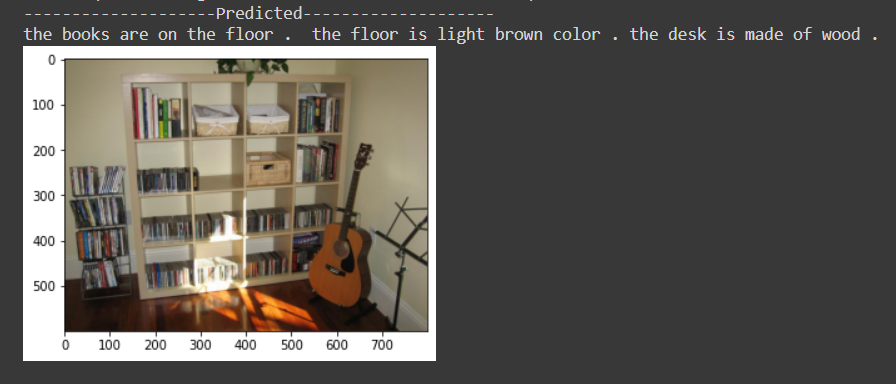 --------------------Predicted--------------------
the books are on the floor .  the floor is light brown color . the desk is made of wood .
0
100
200
300
400
500
0 100 200 300 400 500 600 700